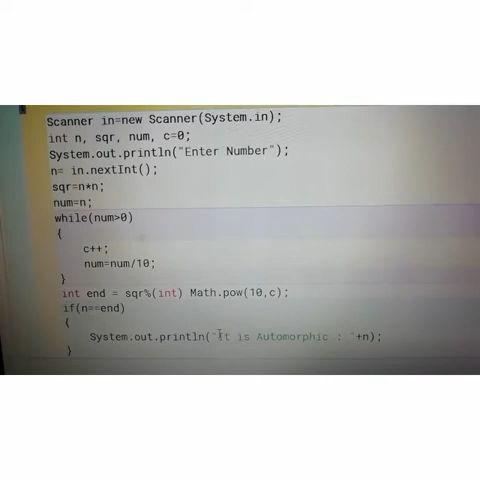 Scanner in=new Scanner(System.in);
int n, sqr, num, c=0;
System.out.println("Enter Number");
n= in.nextInt();
sqr=n*n;
num=n;
while(num>0)
{
c++;
num=num/10;
}
int end = sqr%(int) Math.pow(10,c);
if(n==end)
{
System.out.println("It is Automorphic : "+n);
}